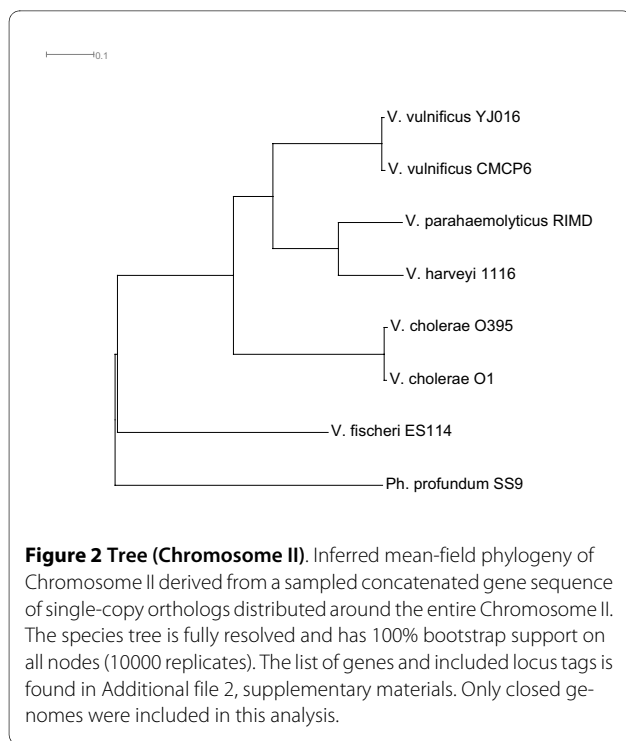 0.1
V. vulnificus YJ016
V. vulnificus CMCP6
V. parahaemolyticus RIMD
V. harveyi 1116
V. cholerae O395
V. cholerae O1
V. fischeri ES114
Ph. profundum SS9
Figure 2 Tree (Chromosome II). Inferred mean-field phylogeny of
Chromosome II derived from a sampled concatenated gene sequence
of single-copy orthologs distributed around the entire Chromosome II.
The species tree is fully resolved and has 100% bootstrap support on
all nodes (10000 replicates). The list of genes and included locus tags is
found in Additional file 2, supplementary materials. Only closed ge-
nomes were included in this analysis.